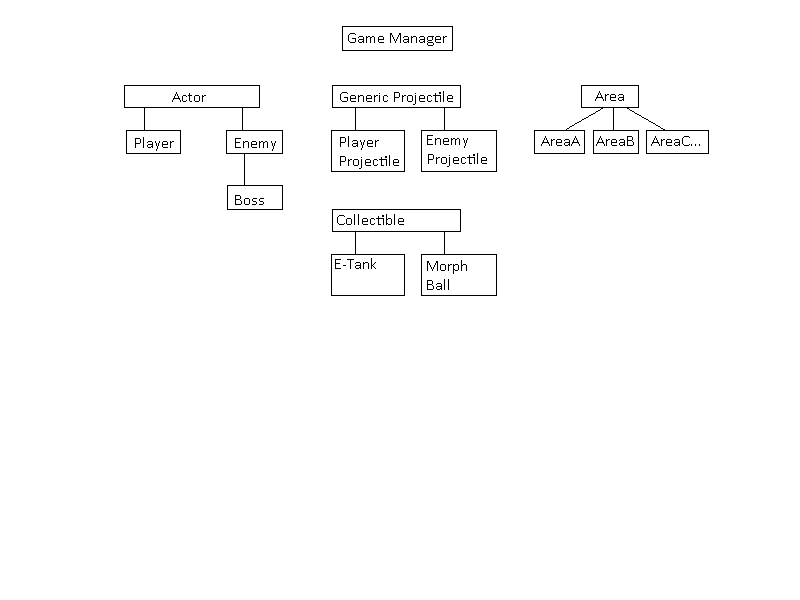 Game Manager
Actor
Generic Projectile
Area
Player
Enemy
Player
Projectile
Enemy
Projectile
AreaA
AreaB
AreaC...
Boss
Collectible
E-Tank
Morph
Ball